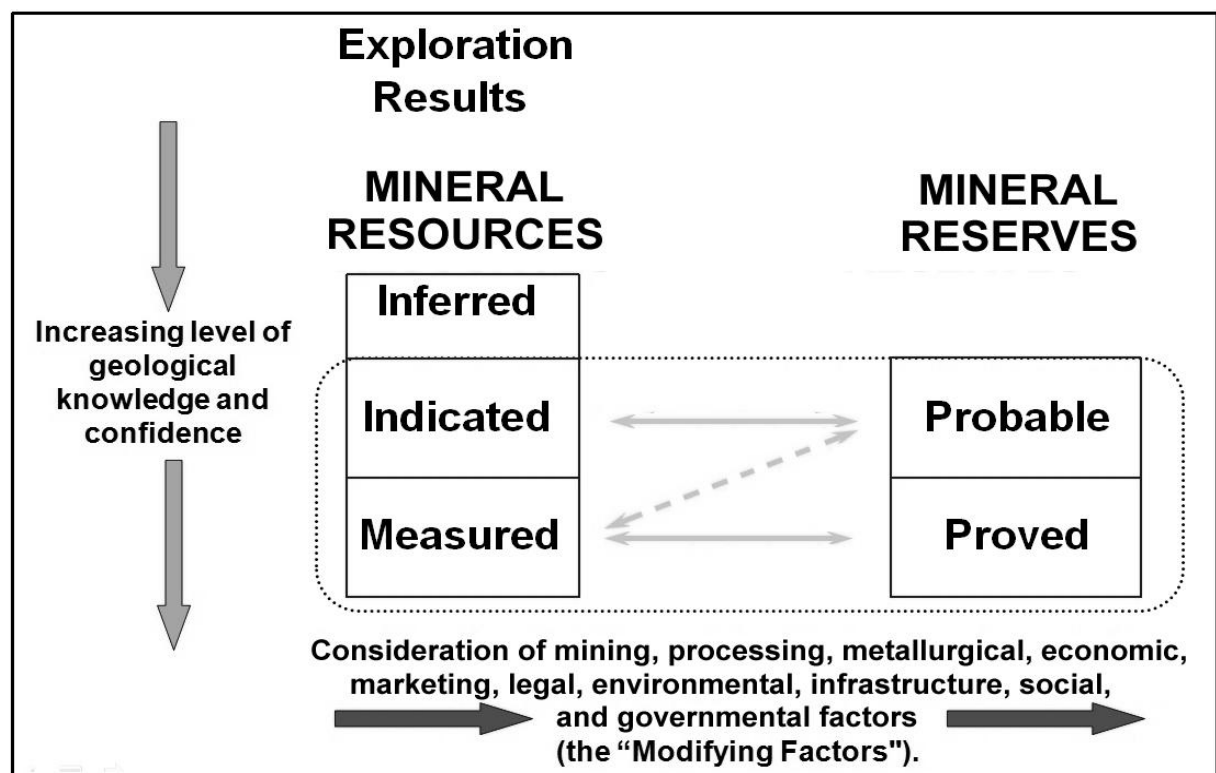 Exploration
Results
MINERAL
RESOURCES
MINERAL
RESERVES
Increasing level of
geological
knowledge and
confidence
Inferred
Indicated
Measured
Probable
Proved
Consideration of mining, processing, metallurgical, economic,
marketing, legal, environmental, infrastructure, social,
and governmental factors
(the “Modifying Factors").